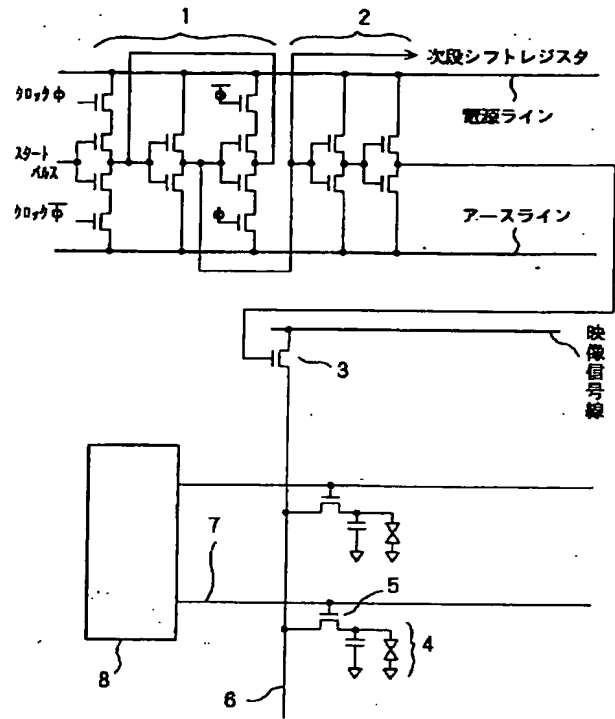 1
2
次段シフトレジスタ
クロックΦ
Φ̅
電源ライン
スタート
パルス
クロックΦ̅
Φ
アースライン
映像信号線
3
7
5
4
8
6